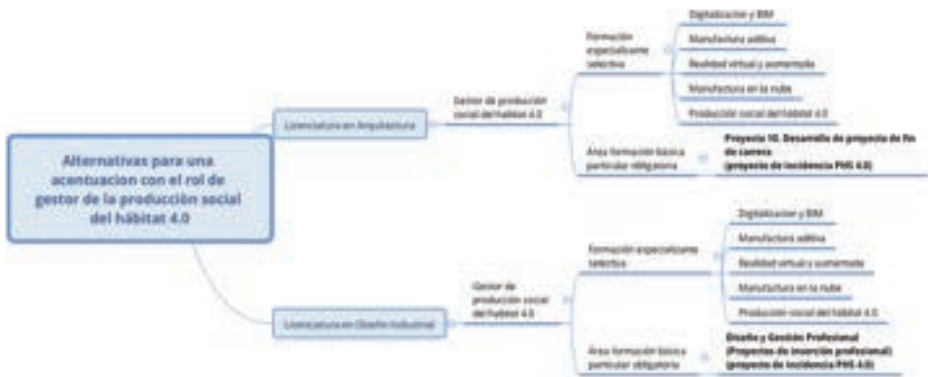 Alternativas para una
acentuacion con el rol de
gestor de la producción social
del hábitat 4.0
Licenciatura en Arquitectura
Gestor de producción
social del habitat 4.0
Formación
especializante
selectiva
Digitalizacion y BIM
Manufactura aditiva
Realidad virtual y aumentada
Manufactura en la nube
Producción social del hábitat 4.0
Área formación básica
particular obligatoria
Proyecto 10. Desarrollo de proyecto de fin
de carrera
(proyecto de incidencia PHS 4.0)
Licenciatura en Diseño Industrial
Gestor de
producción social
del habitat 4.0
Formación especializante
selectiva
Digitalizacion y BIM
Manufactura aditiva
Realidad virtual y aumentada
Manufactura en la nube
Producción social del hábitat 4.0
Área formación básica
particular obligatoria
Diseño y Gestión Profesional
(Proyectos de inserción profesional)
(proyecto de incidencia PHS 4.0)